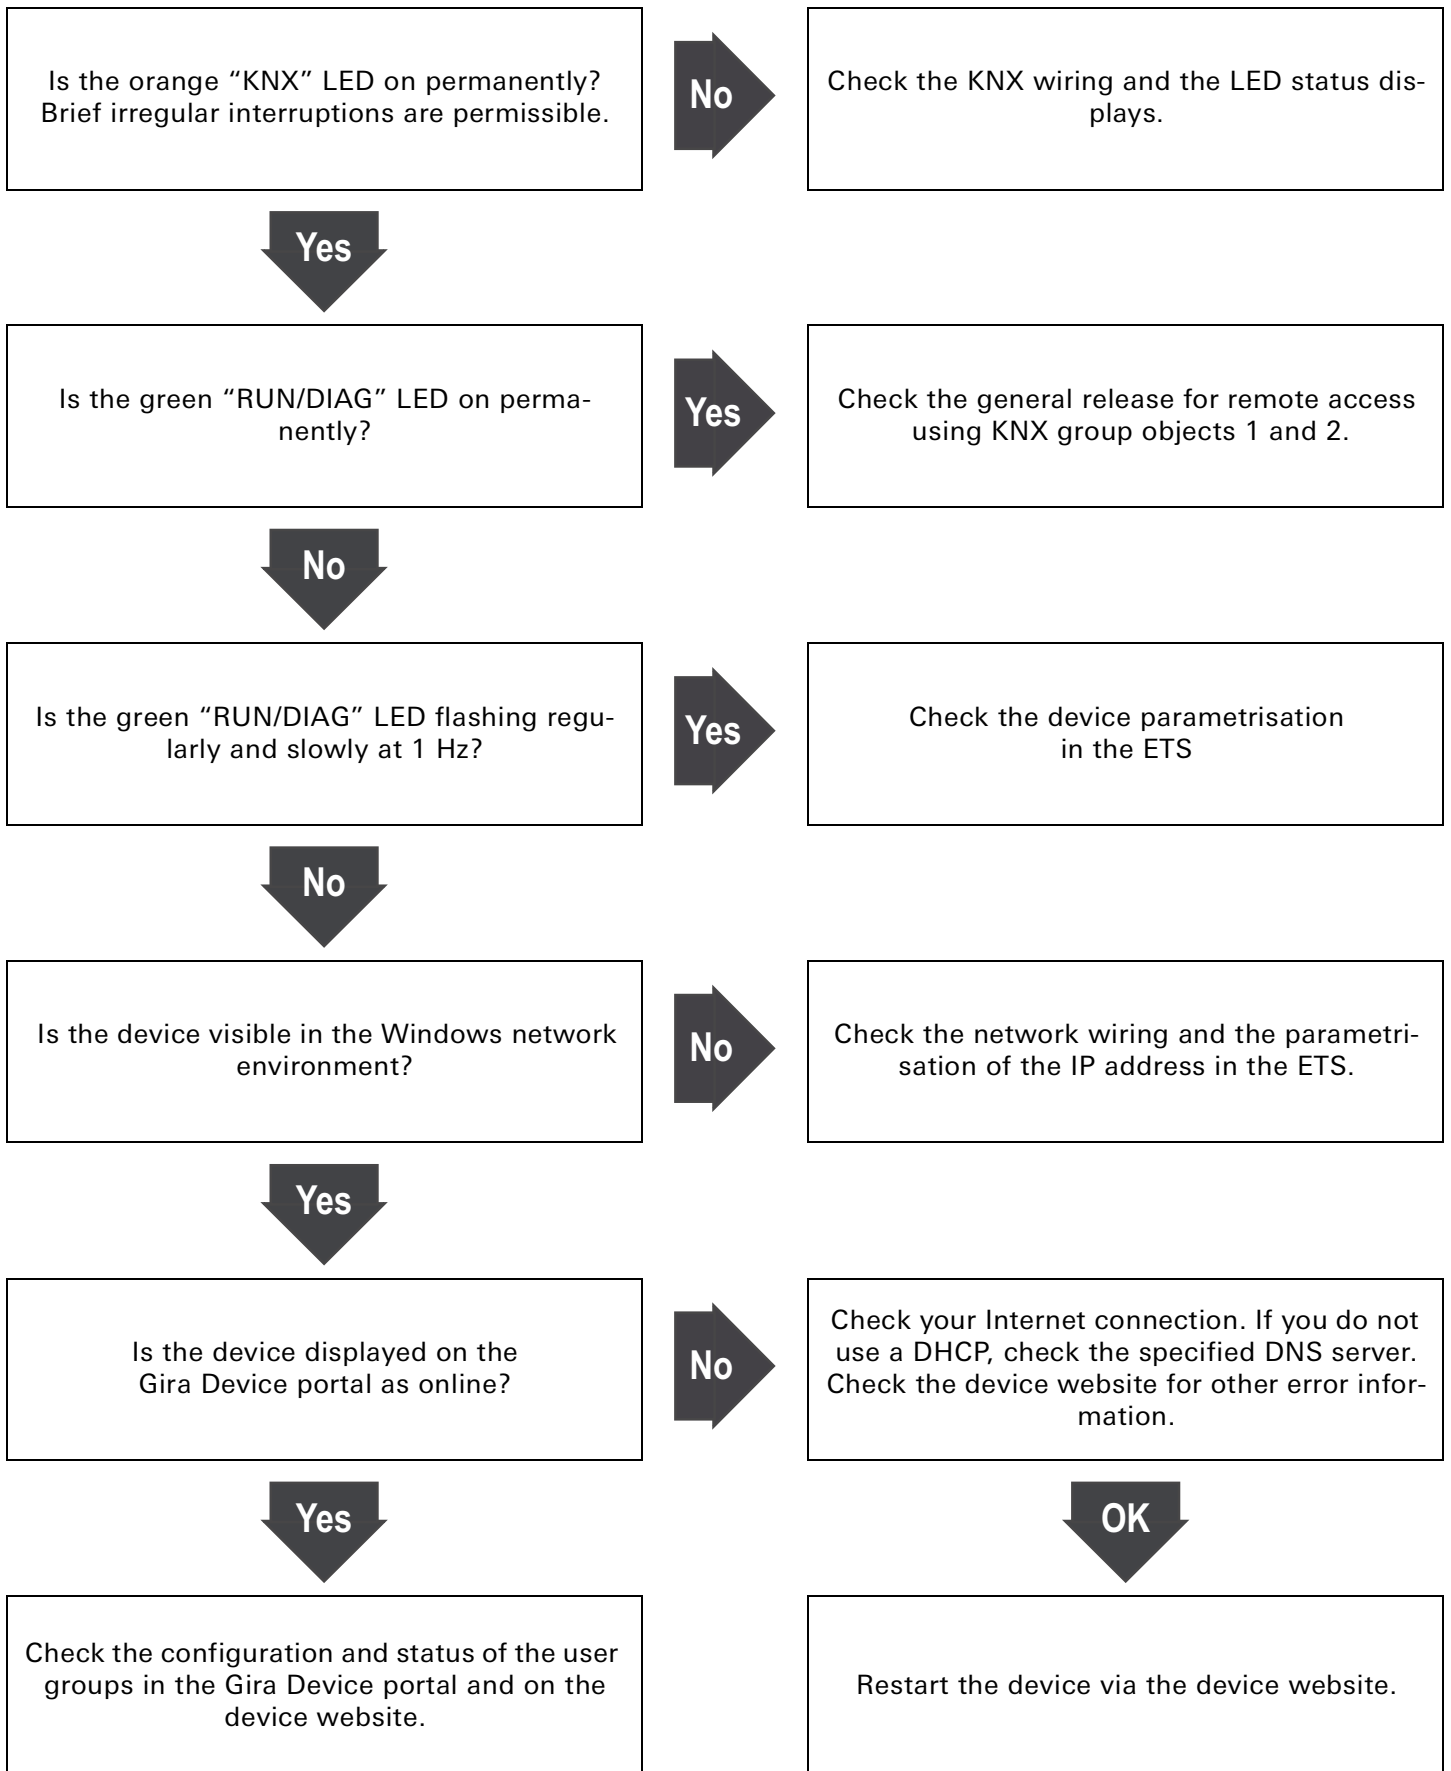 Is the orange “KNX” LED on permanently?
Brief irregular interruptions are permissible.
No
Check the KNX wiring and the LED status dis-
plays.
Yes
Is the green “RUN/DIAG” LED on perma-
nently?
Yes
Check the general release for remote access
using KNX group objects 1 and 2.
No
Is the green “RUN/DIAG” LED flashing regu-
larly and slowly at 1 Hz?
Yes
Check the device parametrisation
in the ETS
No
Is the device visible in the Windows network
environment?
No
Check the network wiring and the parametri-
sation of the IP address in the ETS.
Yes
Is the device displayed on the
Gira Device portal as online?
No
Check your Internet connection. If you do not
use a DHCP, check the specified DNS server.
Check the device website for other error infor-
mation.
Yes
OK
Check the configuration and status of the user
groups in the Gira Device portal and on the
device website.
Restart the device via the device website.